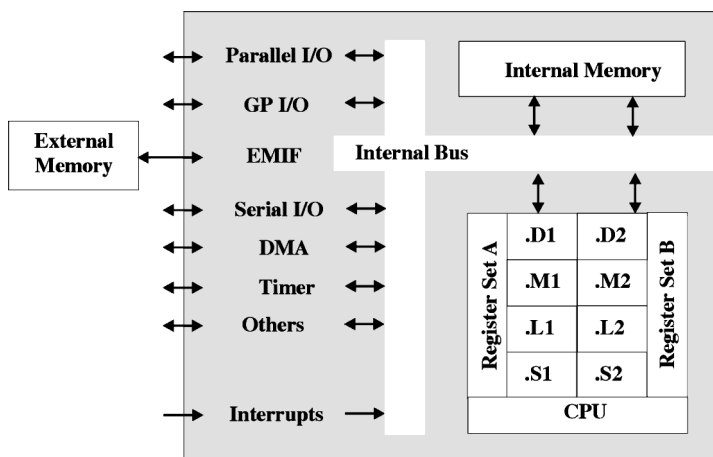 Parallel I/O
GP I/O
External
Memory
EMIF
Serial I/O
DMA
Timer
Others
Interrupts
Internal Memory
Internal Bus
Register Set A
.D1
.D2
.M1
.M2
.L1
.L2
.S1
.S2
Register Set B
CPU